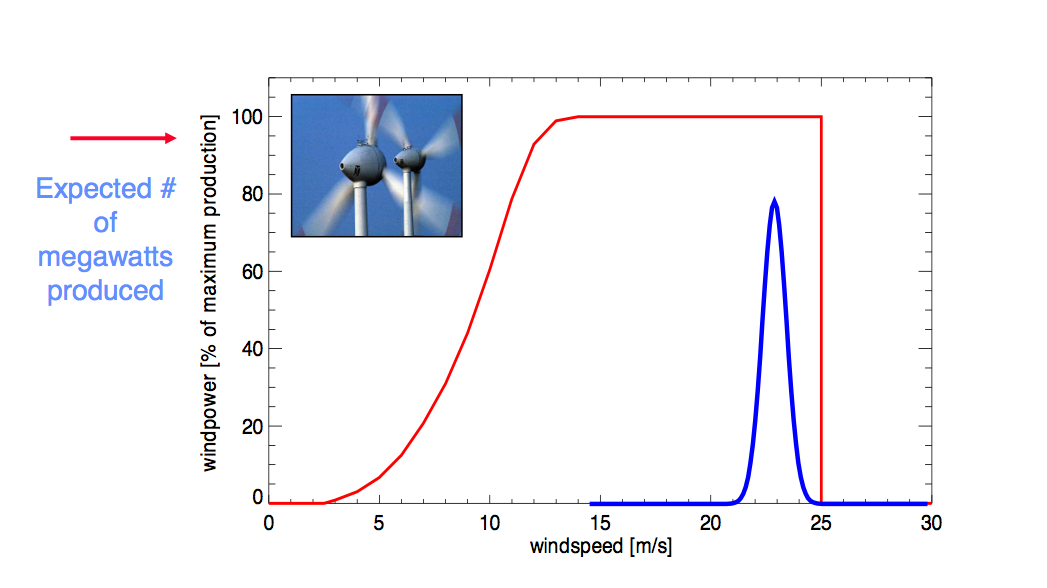 Expected #
of
megawatts
produced
windpower [% of maximum production]
100
80
60
40
20
0
0 5 10 15 20 25 30
windspeed [m/s]